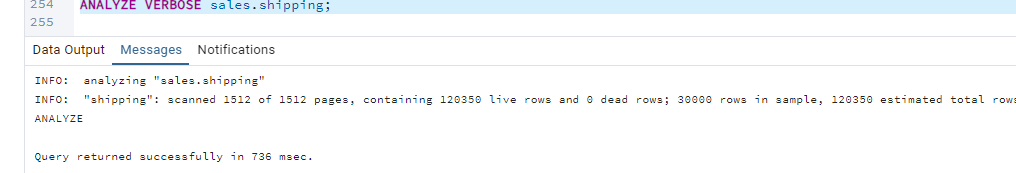 254 ANALYZE VERBOSE sales.shipping;
255
Data Output Messages Notifications
INFO: analyzing "sales.shipping"
INFO: "shipping": scanned 1512 of 1512 pages, containing 120350 live rows and 0 dead rows; 30000 rows in sample, 120350 estimated total rows
ANALYZE
Query returned successfully in 736 msec.